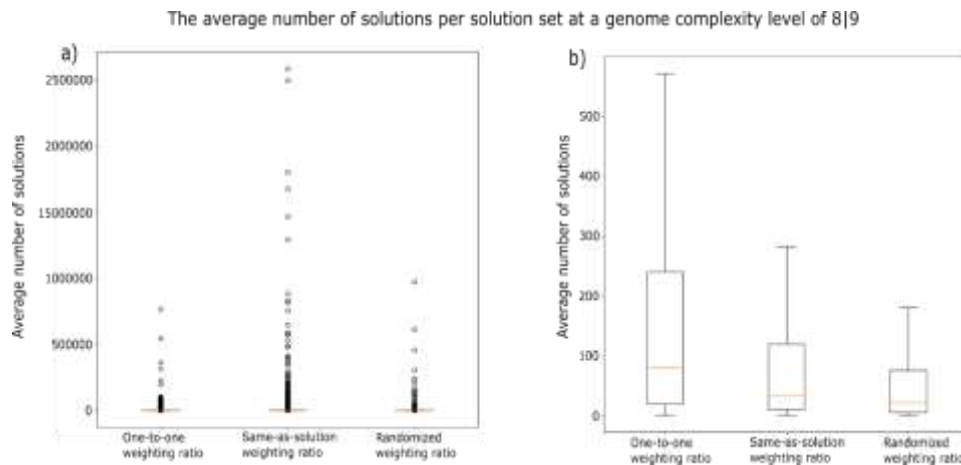 The average number of solutions per solution set at a genome complexity level of 8|9
a)
Average number of solutions
2500000
2000000
15000000
1000000
500000
0
One-to-one
weighting ratio
Same-as-solution
weighting ratio
Randomized
weighting ratio
b)
Average number of solutions
500
400
300
200
100
0
One-to-one
weighting ratio
Same-as-solution
weighting ratio
Randomized
weighting ratio